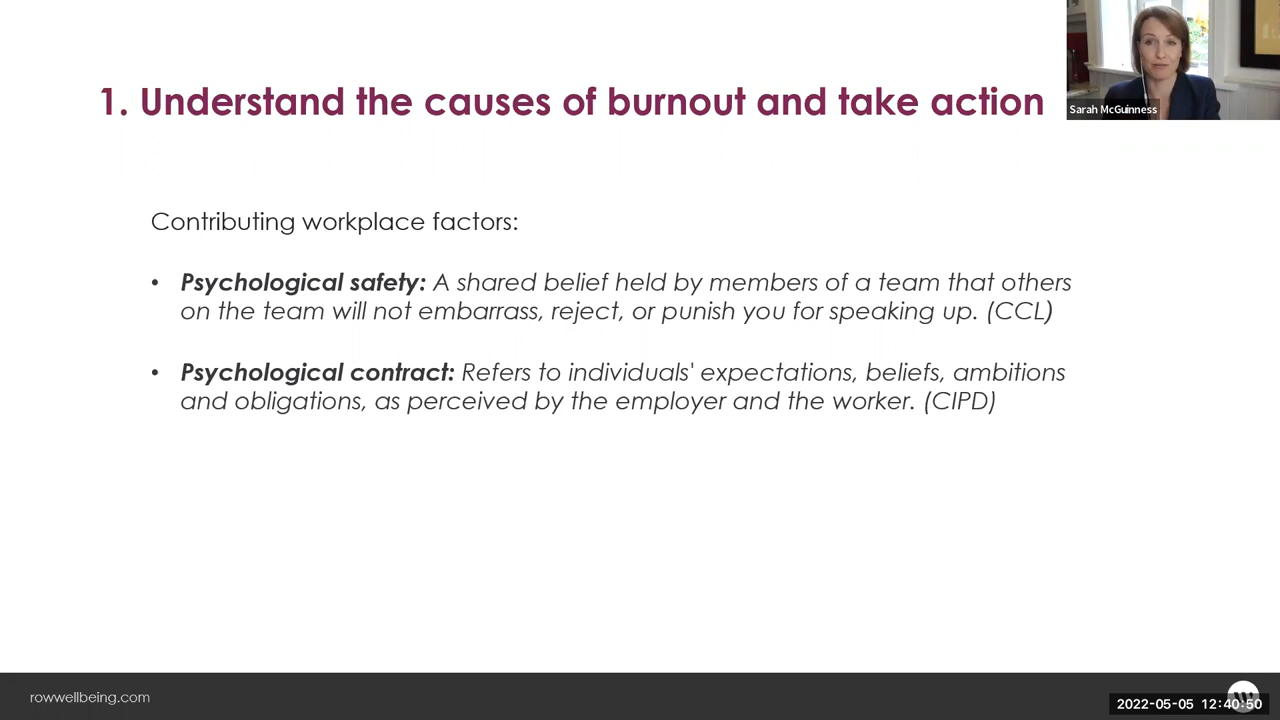 1. Understand the causes of burnout and take action
Sarah McGuinness
Contributing workplace factors:
• Psychological safety: A shared belief held by members of a team that others
on the team will not embarrass, reject, or punish you for speaking up. (CCL)
• Psychological contract: Refers to individuals' expectations, beliefs, ambitions
and obligations, as perceived by the employer and the worker. (CIPD)
rowwellbeing.com
2022-05-05 12:40:50